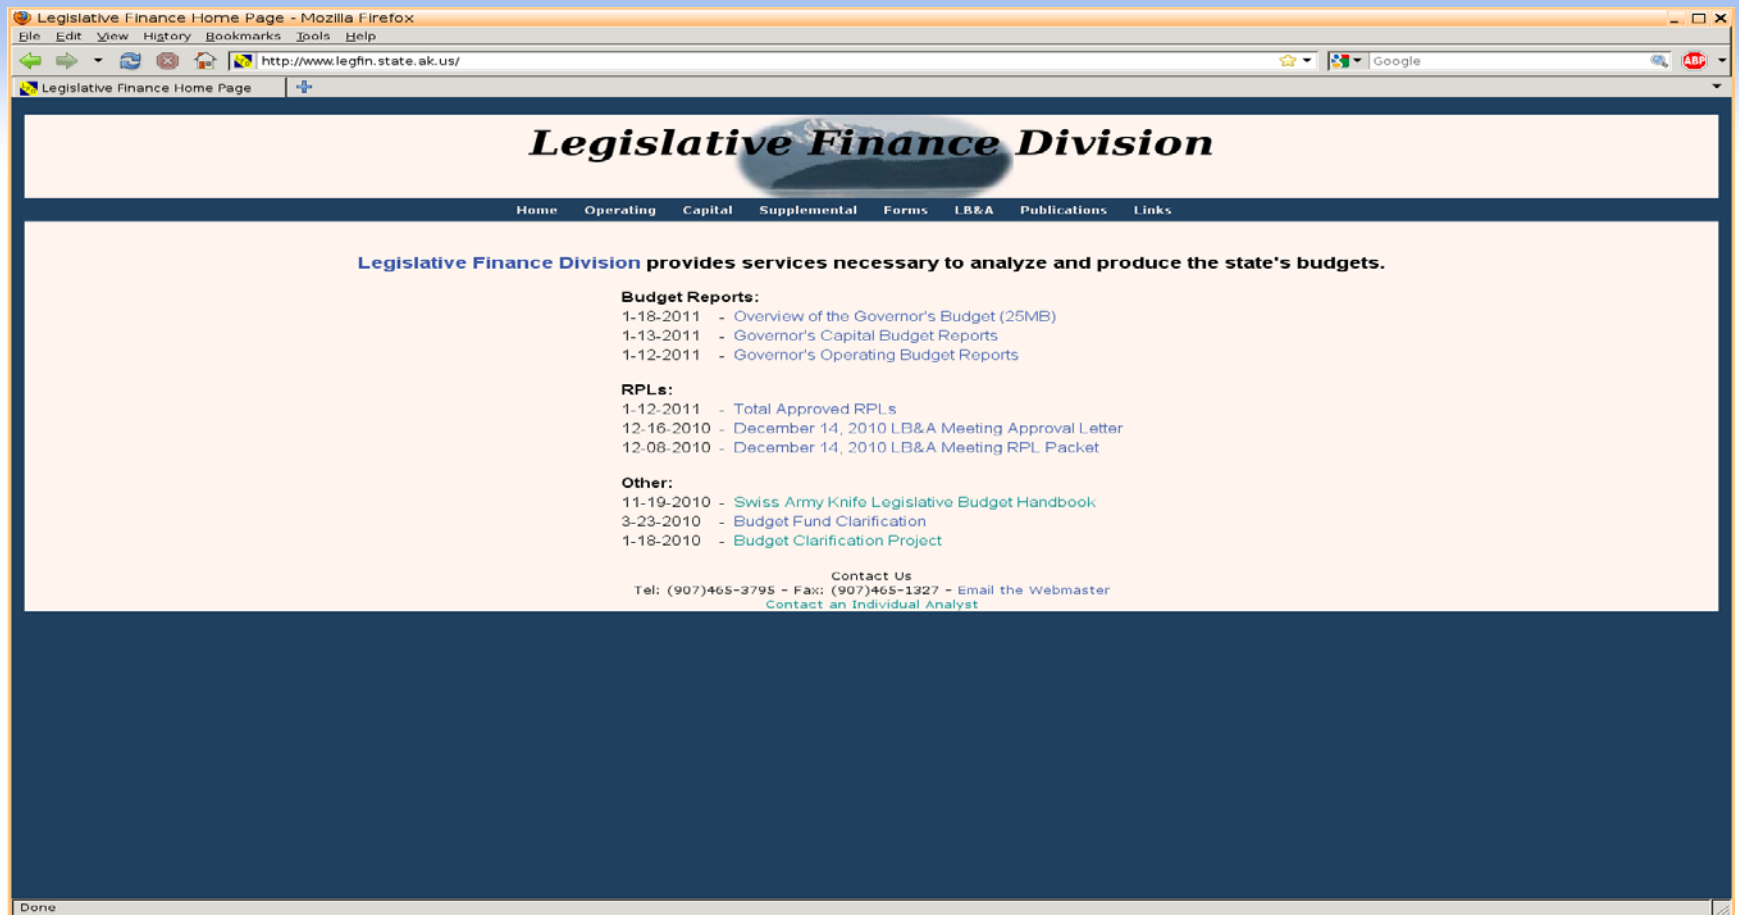 Legislative Finance Home Page - Mozilla Firefox
File Edit View History Bookmarks Tools Help
http://www.legfin.state.ak.us/ Google ABP
Legislative Finance Home Page
Legislative Finance Division
Home Operating Capital Supplemental Forms LB&A Publications Links
Legislative Finance Division provides services necessary to analyze and produce the state's budgets.
Budget Reports:
1-18-2011 - Overview of the Governor's Budget (25MB)
1-13-2011 - Governor's Capital Budget Reports
1-12-2011 - Governor's Operating Budget Reports
RPLs:
1-12-2011 - Total Approved RPLs
12-16-2010 - December 14, 2010 LB&A Meeting Approval Letter
12-08-2010 - December 14, 2010 LB&A Meeting RPL Packet
Other:
11-19-2010 - Swiss Army Knife Legislative Budget Handbook
3-23-2010 - Budget Fund Clarification
1-18-2010 - Budget Clarification Project
Contact Us
Tel: (907)465-3795 - Fax: (907)465-1327 - Email the Webmaster
Contact an Individual Analyst
Done